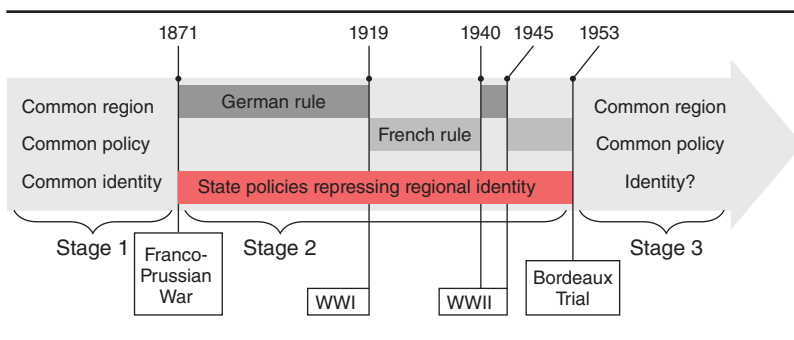 1871 1919 1940 1945 1953
Common region German rule Common region
Common policy French rule Common policy
Common identity State policies repressing regional identity Identity?
Stage 1 Stage 2 Stage 3
Franco-
Prussian
War
WWI
WWII
Bordeaux
Trial